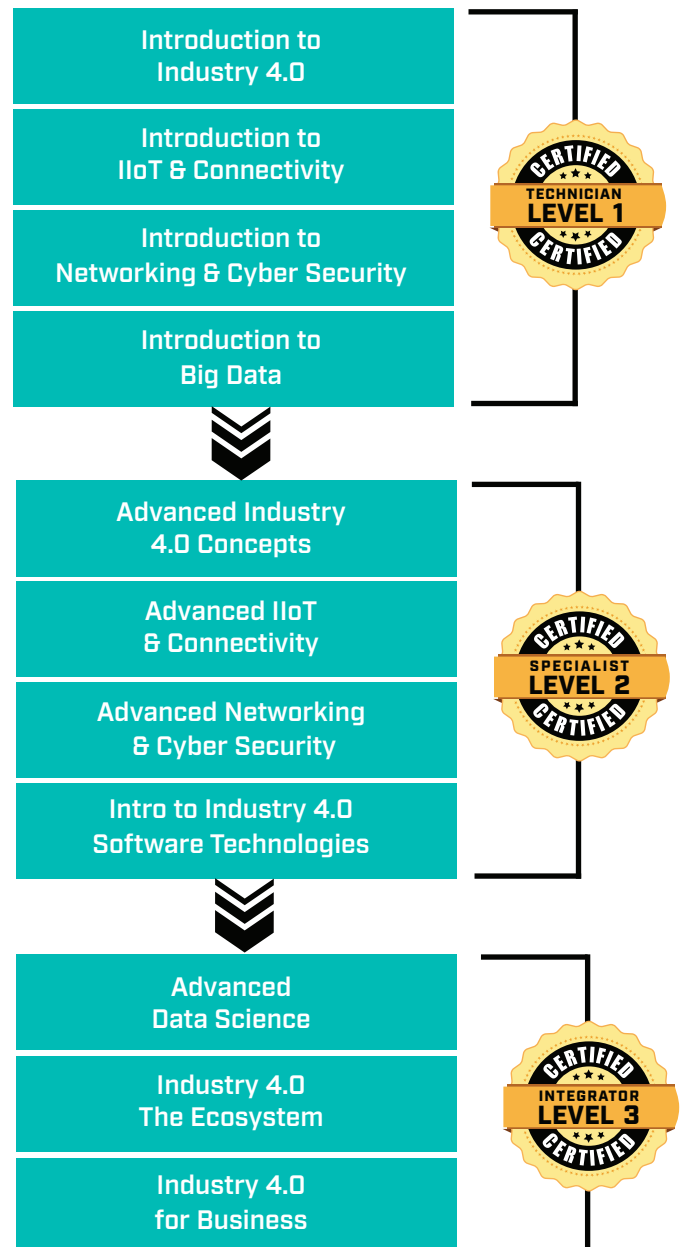 Introduction to
Industry 4.0
Introduction to
IIoT & Connectivity
Introduction to
Networking & Cyber Security
Introduction to
Big Data
CERTIFIED
TECHNICIAN
LEVEL 1
CERTIFIED
Advanced Industry
4.0 Concepts
Advanced IIoT
& Connectivity
Advanced Networking
& Cyber Security
Intro to Industry 4.0
Software Technologies
CERTIFIED
SPECIALIST
LEVEL 2
CERTIFIED
Advanced
Data Science
Industry 4.0
The Ecosystem
Industry 4.0
for Business
CERTIFIED
INTEGRATOR
LEVEL 3
CERTIFIED